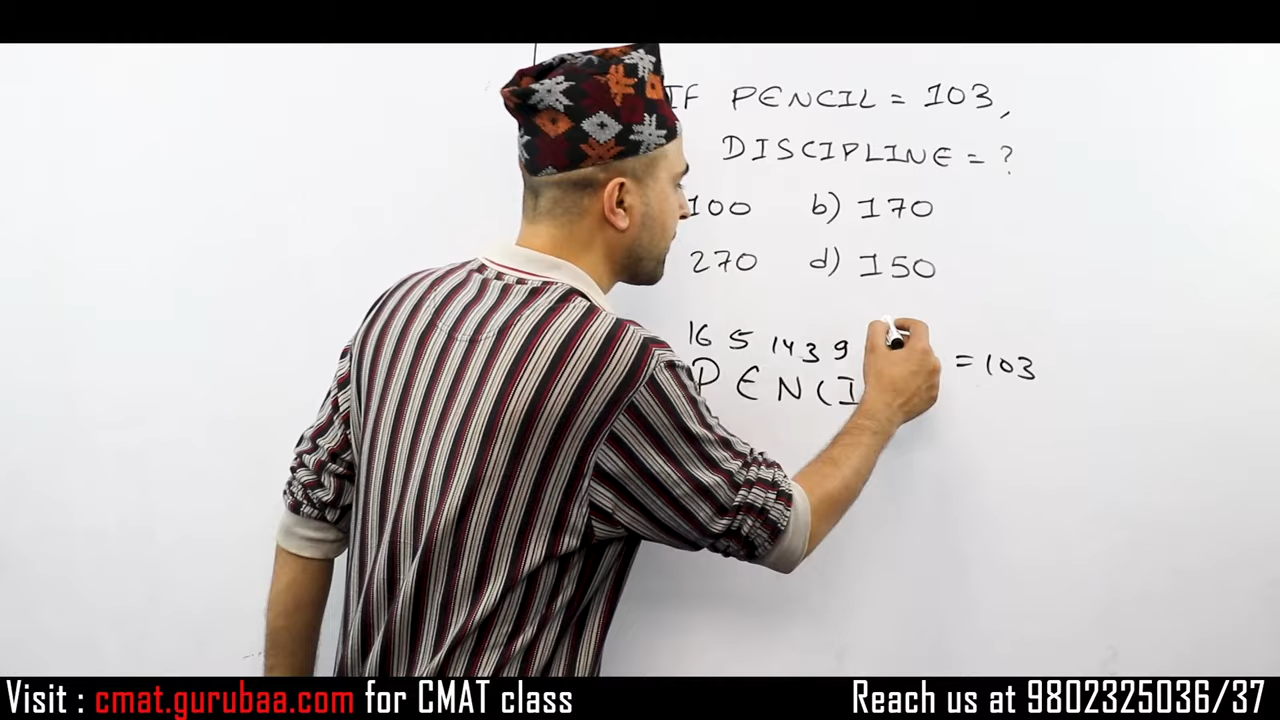 IF PENCIL = 103,
DISCIPLINE = ?
100 b) 170
270 d) 150
16 5 14 3 9
= 103
PENCI
Visit : cmat.gurubaa.com for CMAT class Reach us at 9802325036/37